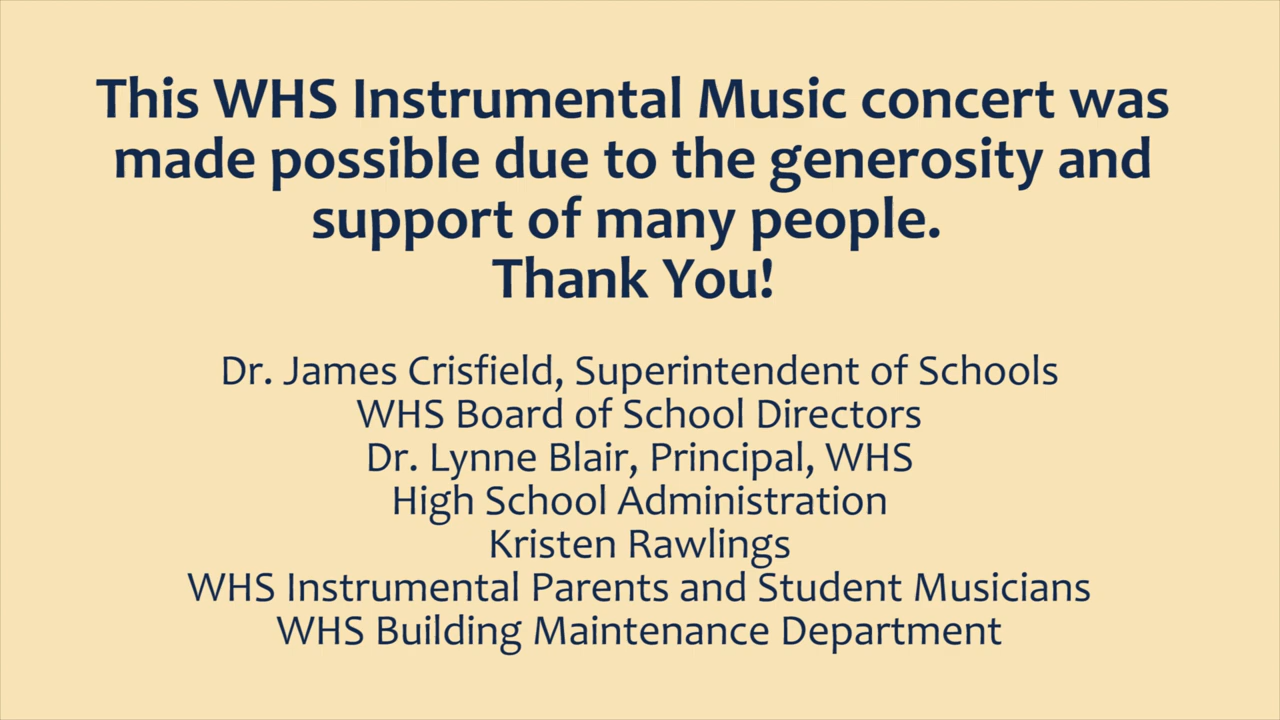 This WHS Instrumental Music concert was
made possible due to the generosity and
support of many people.
Thank You!
Dr. James Crisfield, Superintendent of Schools
WHS Board of School Directors
Dr. Lynne Blair, Principal, WHS
High School Administration
Kristen Rawlings
WHS Instrumental Parents and Student Musicians
WHS Building Maintenance Department